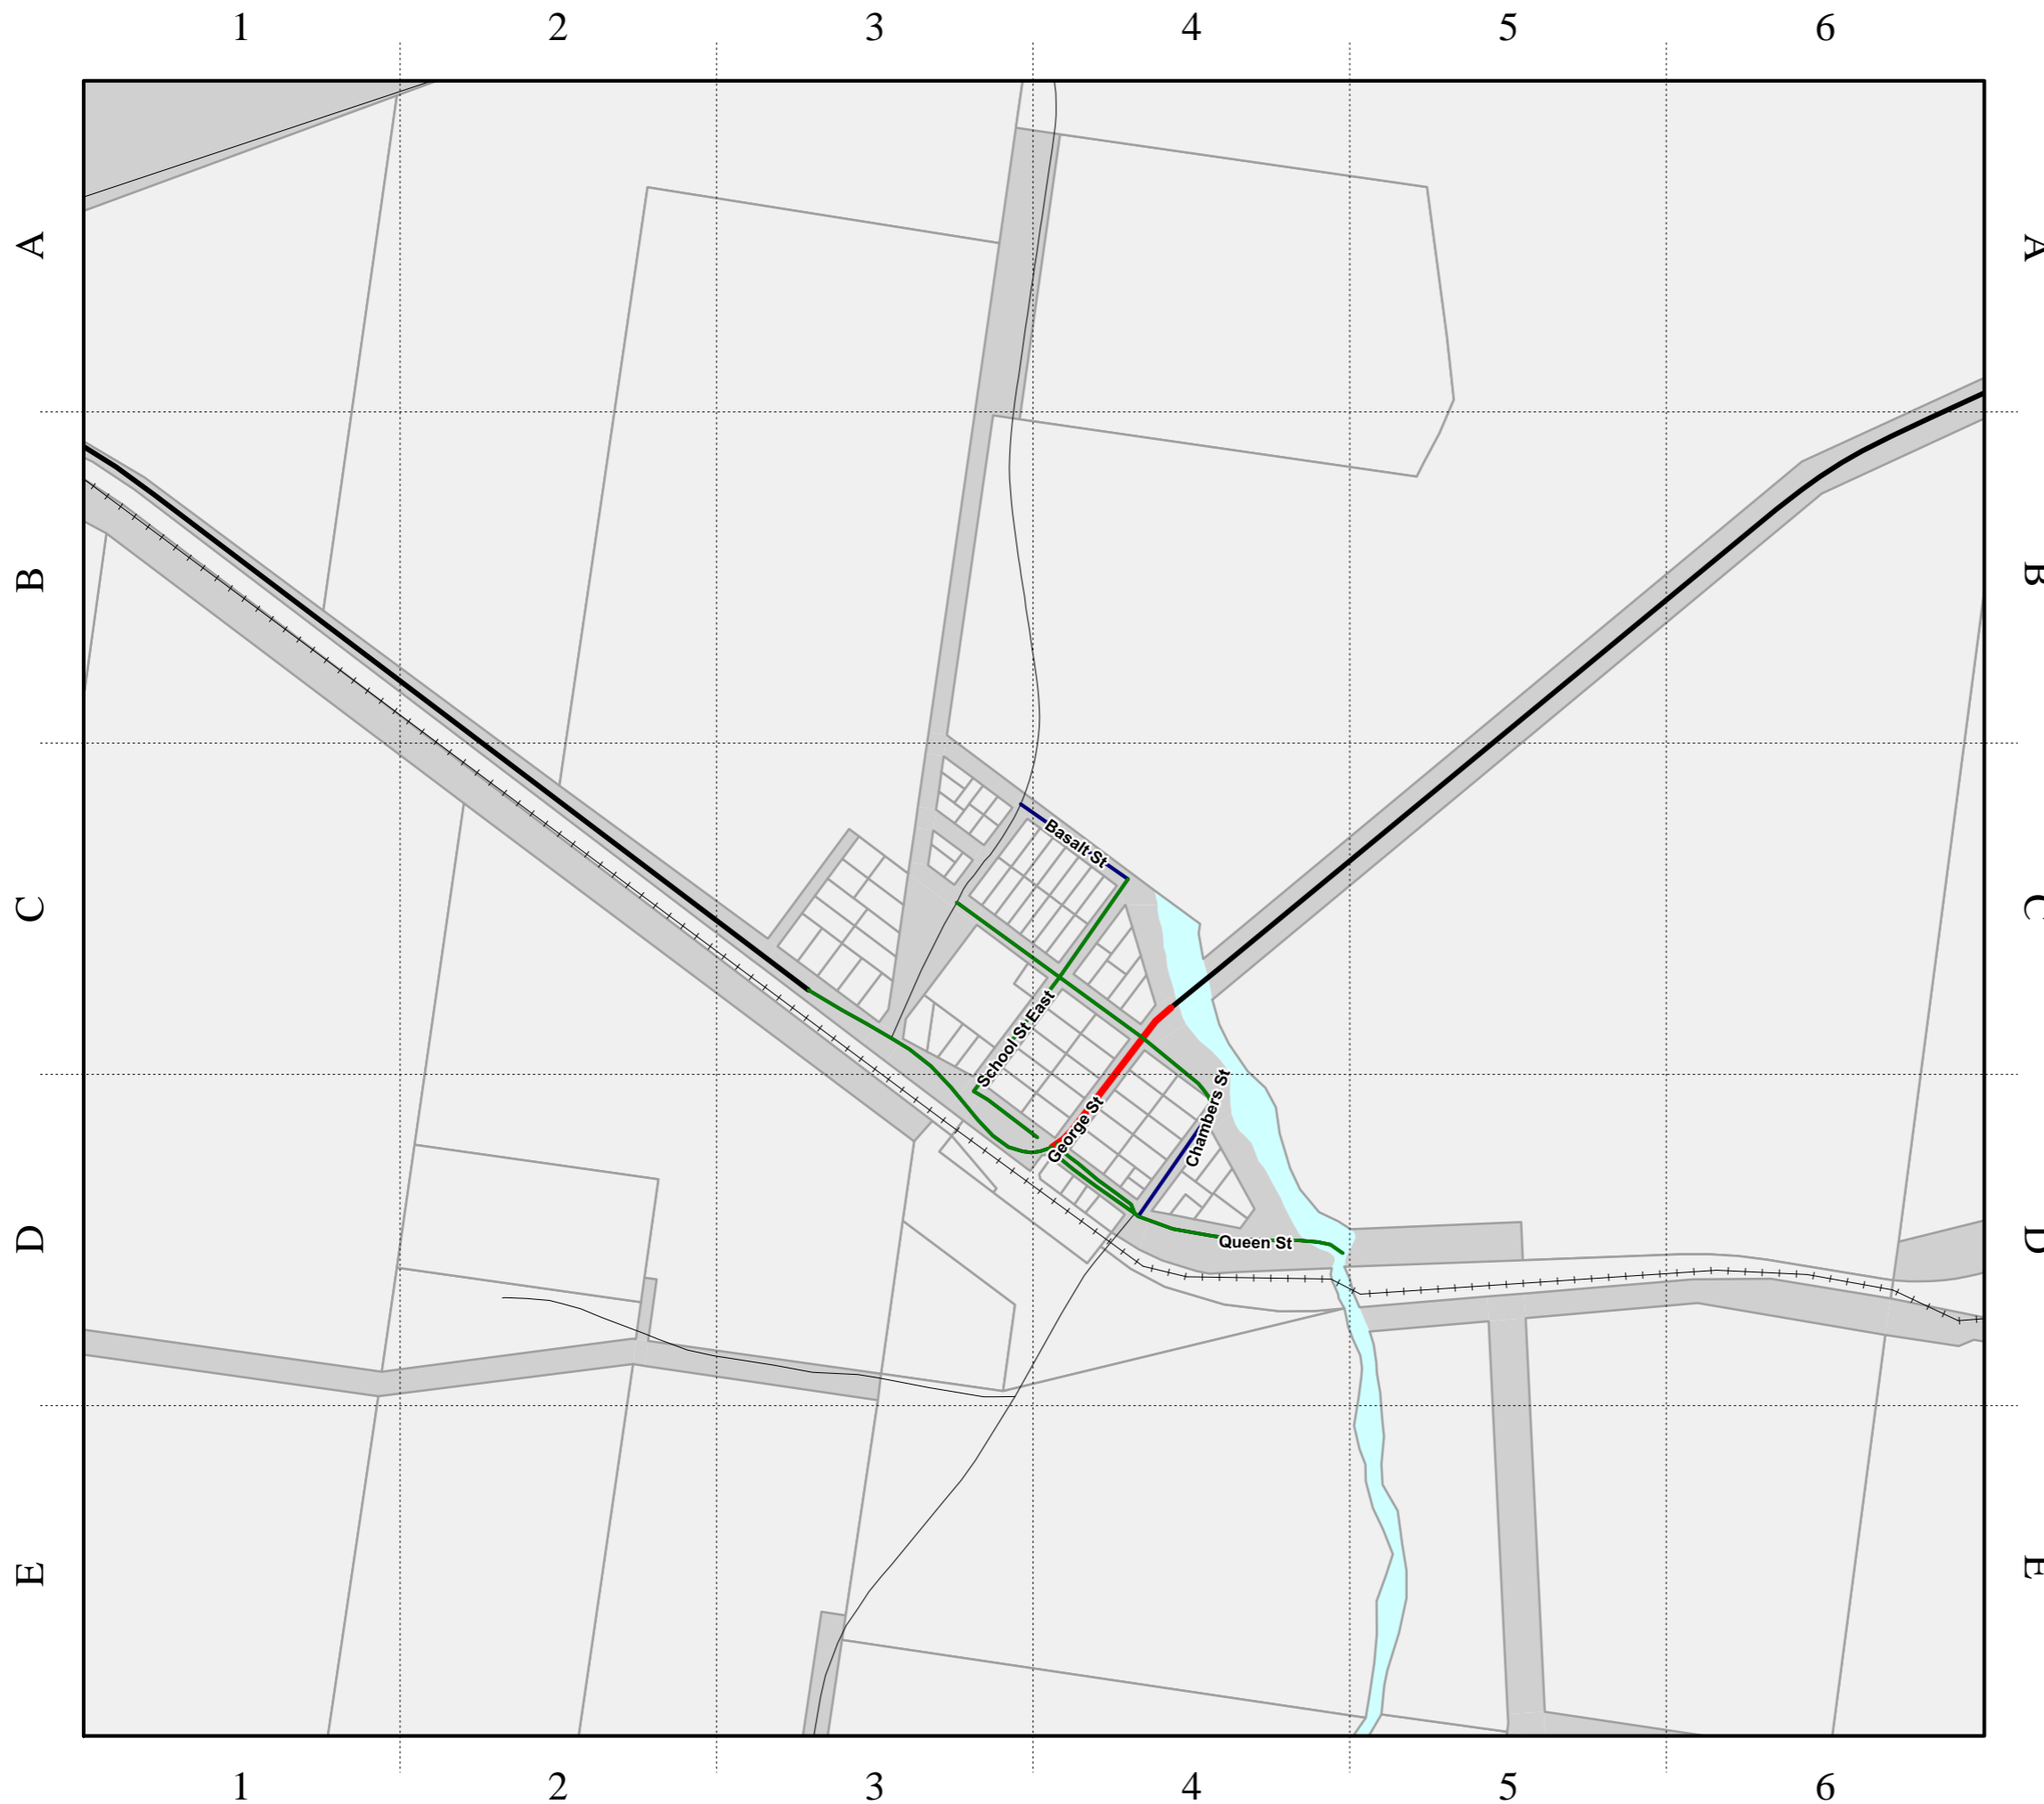 1 2 3 4 5 6
A A
B B
Basalt St
C C
School St East
George St
Chambers St
D D
Queen St
E E
1 2 3 4 5 6